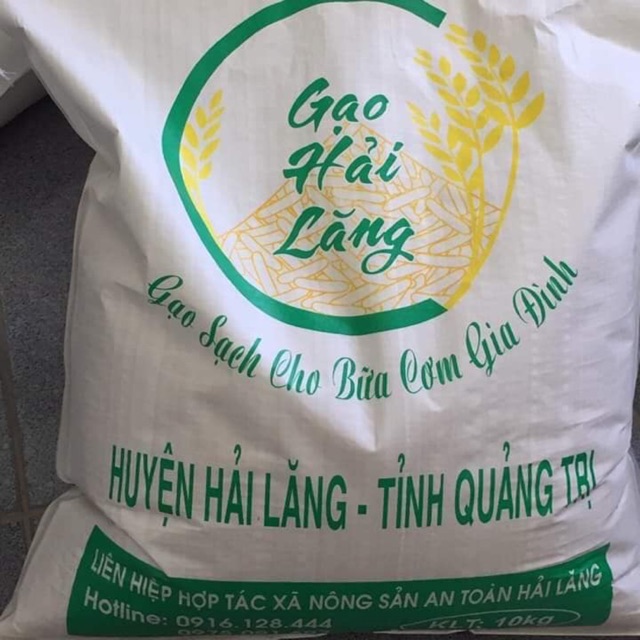 Gạo
Hải
Lăng
Gạo Sạch Cho Bữa Cơm Gia Đình
HUYỆN HẢI LĂNG - TỈNH QUẢNG TRỊ
LIÊN HIỆP HỢP TÁC XÃ NÔNG SẢN AN TOÀN HẢI LĂNG
Hotline: 0916.128.444 KLT: 10kg